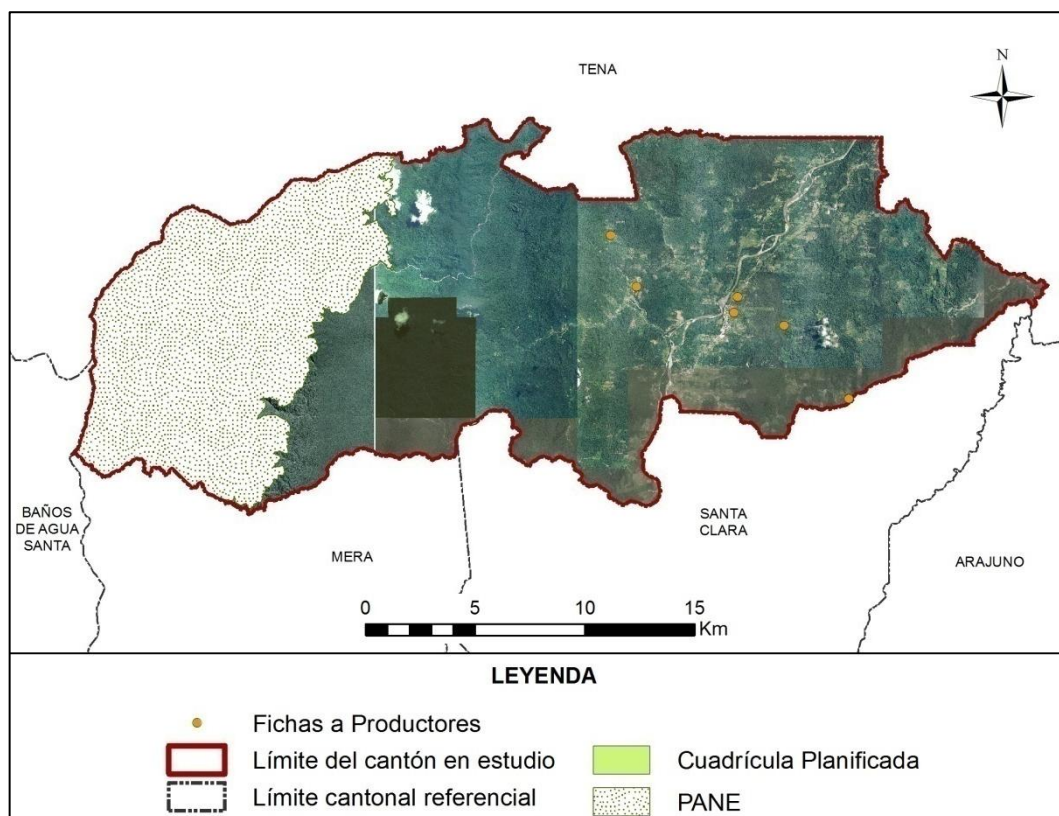 TENA
N
BAÑOS
DE AGUA
SANTA
MERA
SANTA
CLARA
ARAJUNO
0 5 10 15
Km
LEYENDA
Fichas a Productores
Límite del cantón en estudio
Límite cantonal referencial
Cuadrícula Planificada
PANE